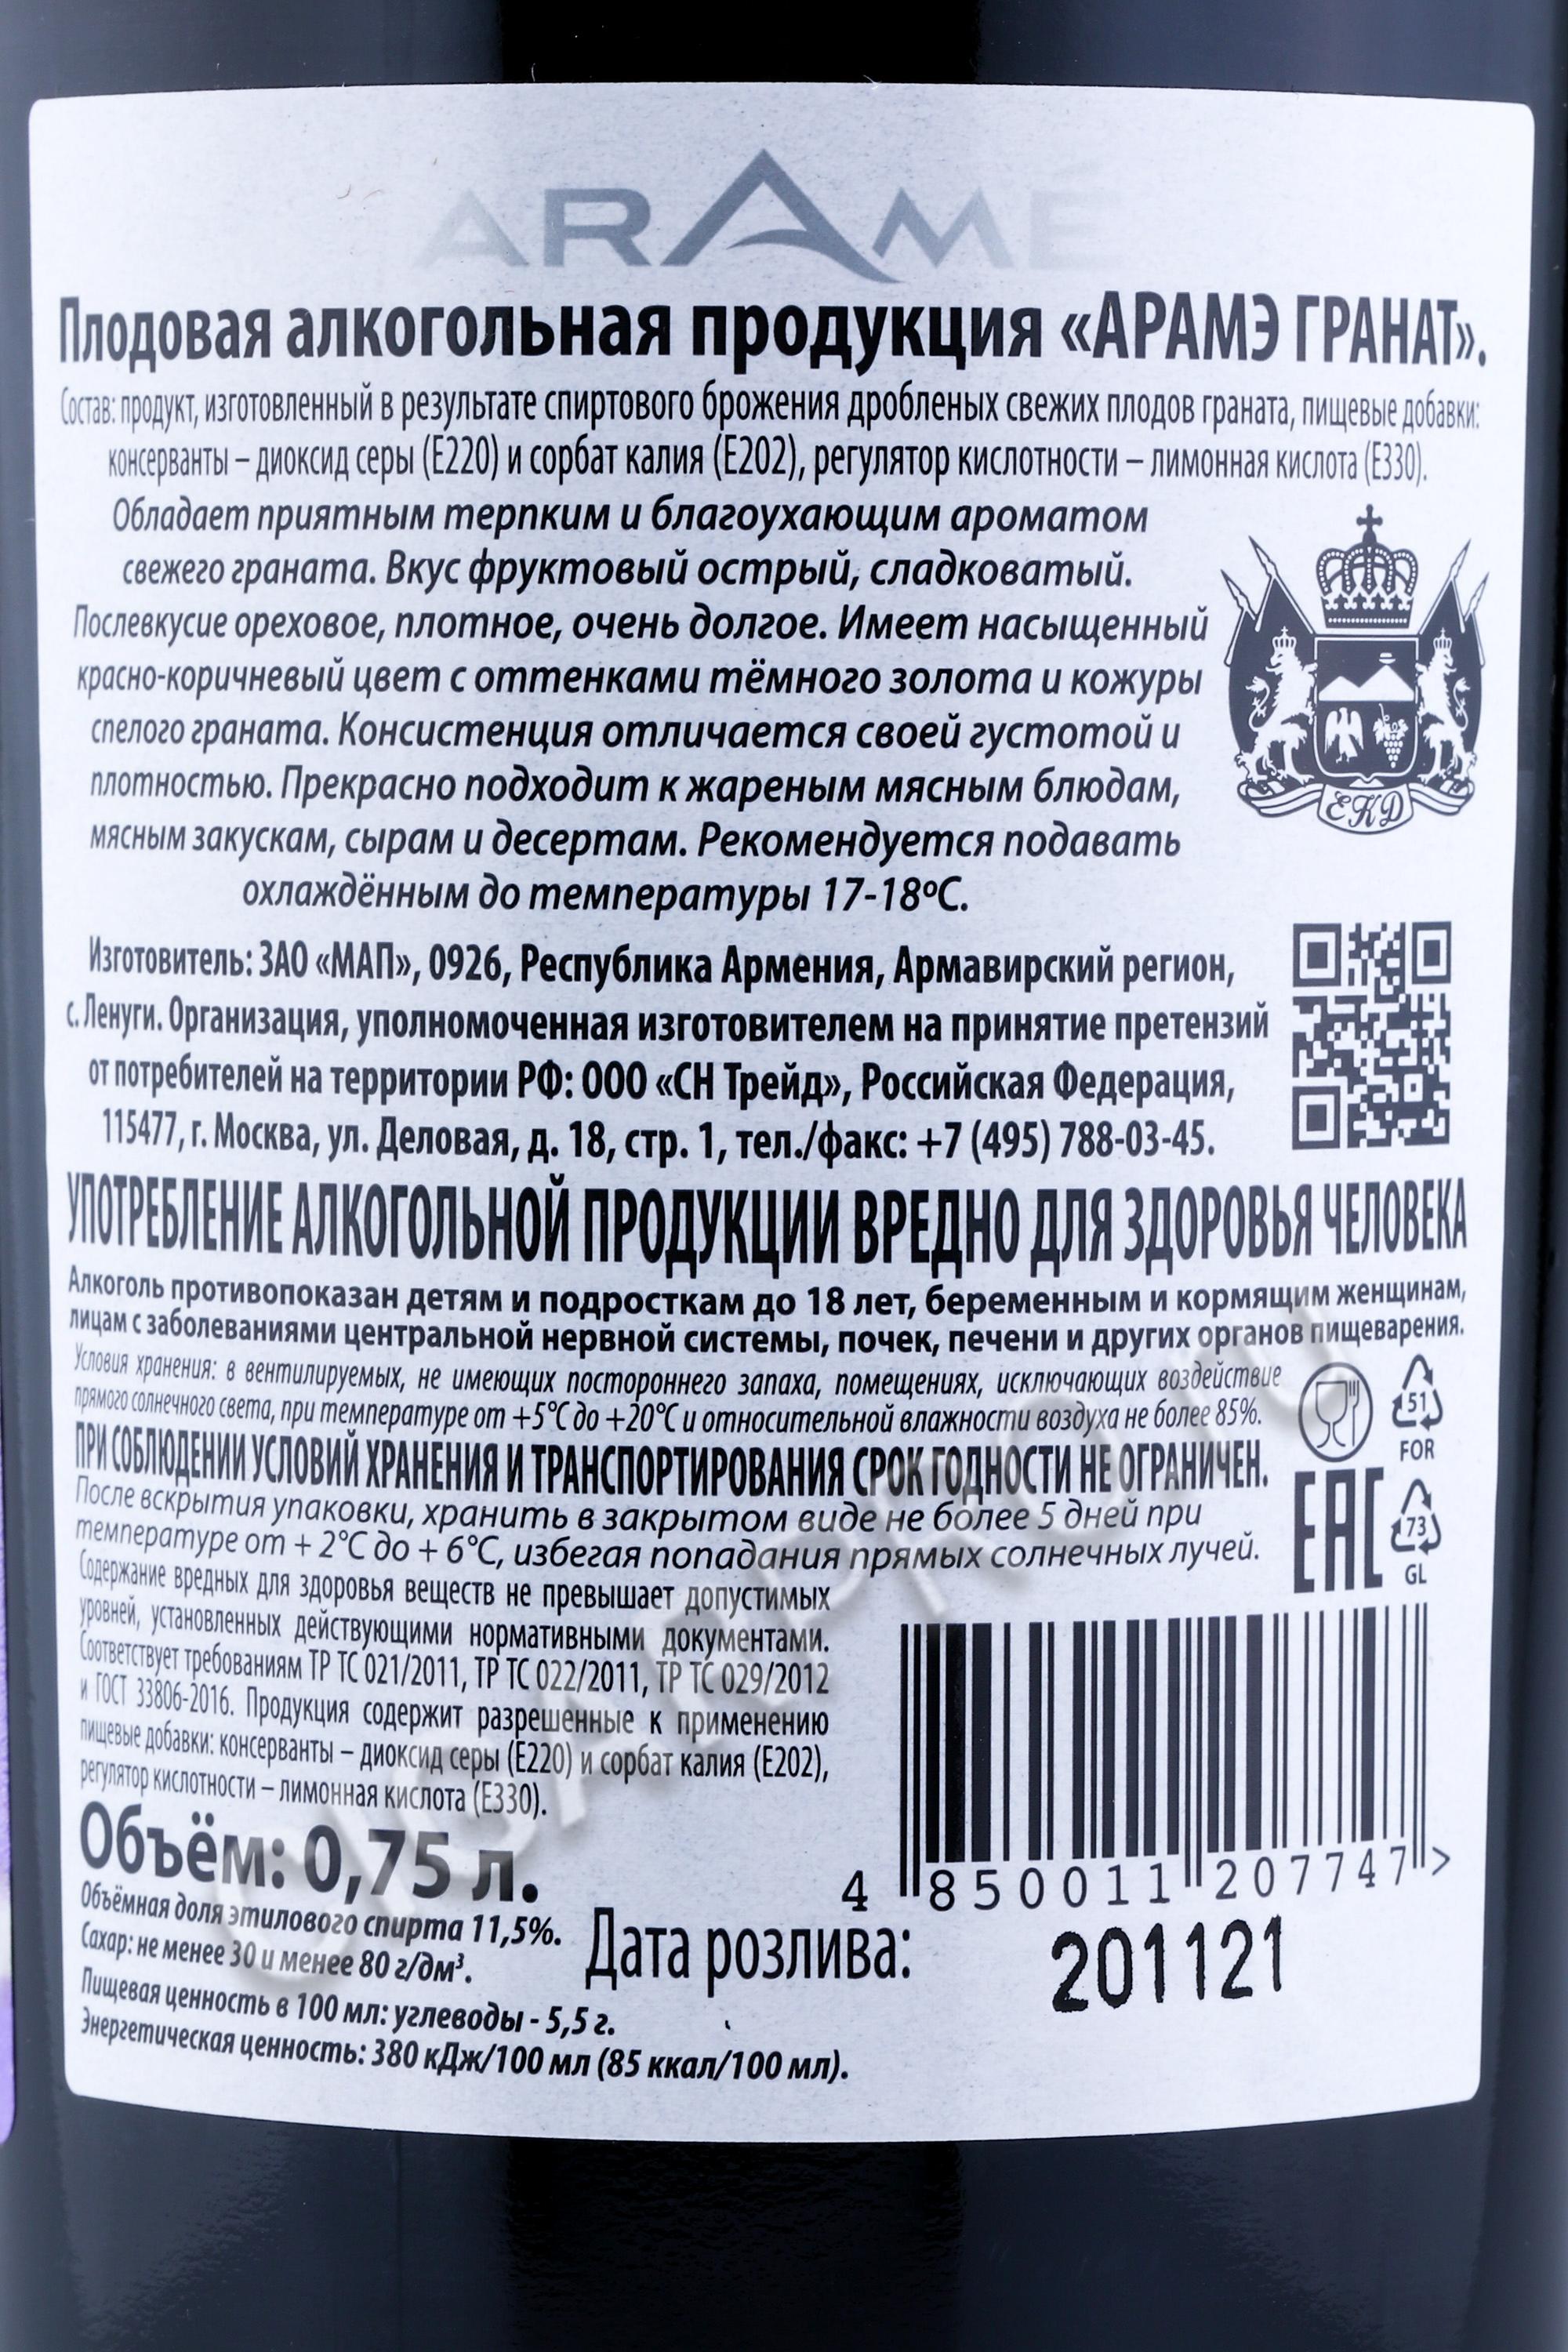 ARAMÉ
Плодовая алкогольная продукция «АРАМЭ ГРАНАТ».
Состав: продукт, изготовленный в результате спиртового брожения дробленых свежих плодов граната, пищевые добавки:
консерванты – диоксид серы (Е220) и сорбат калия (Е202), регулятор кислотности – лимонная кислота (Е330).
Обладает приятным терпким и благоухающим ароматом
свежего граната. Вкус фруктовый острый, сладковатый.
Послевкусие ореховое, плотное, очень долгое. Имеет насыщенный
красно-коричневый цвет с оттенками тёмного золота и кожуры
спелого граната. Консистенция отличается своей густотой и
плотностью. Прекрасно подходит к жареным мясным блюдам,
мясным закускам, сырам и десертам. Рекомендуется подавать
охлаждённым до температуры 17-18ºС.
ЕКД
Изготовитель: ЗАО «МАП», 0926, Республика Армения, Армавирский регион,
с. Ленуги. Организация, уполномоченная изготовителем на принятие претензий
от потребителей на территории РФ: ООО «СН Трейд», Российская Федерация,
115477, г. Москва, ул. Деловая, д. 18, стр. 1, тел./факс: +7 (495) 788-03-45.
УПОТРЕБЛЕНИЕ АЛКОГОЛЬНОЙ ПРОДУКЦИИ ВРЕДНО ДЛЯ ЗДОРОВЬЯ ЧЕЛОВЕКА
Алкоголь противопоказан детям и подросткам до 18 лет, беременным и кормящим женщинам,
лицам с заболеваниями центральной нервной системы, почек, печени и других органов пищеварения.
Условия хранения: в вентилируемых, не имеющих постороннего запаха, помещениях, исключающих воздействие
прямого солнечного света, при температуре от +5°С до +20°С и относительной влажности воздуха не более 85%.
ПРИ СОБЛЮДЕНИИ УСЛОВИЙ ХРАНЕНИЯ И ТРАНСПОРТИРОВАНИЯ СРОК ГОДНОСТИ НЕ ОГРАНИЧЕН.
После вскрытия упаковки, хранить в закрытом виде не более 5 дней при
температуре от + 2°С до + 6°С, избегая попадания прямых солнечных лучей.
51
FOR
EAC
73
GL
Содержание вредных для здоровья веществ не превышает допустимых
уровней, установленных действующими нормативными документами.
Соответствует требованиям ТР ТС 021/2011, ТР ТС 022/2011, ТР ТС 029/2012
и ГОСТ 33806-2016. Продукция содержит разрешенные к применению
пищевые добавки: консерванты – диоксид серы (Е220) и сорбат калия (Е202),
регулятор кислотности – лимонная кислота (Е330).
Объём: 0,75 л.
4 850011 207747 >
Объёмная доля этилового спирта 11,5%.
Сахар: не менее 30 и менее 80 г/дм³.
Дата розлива: 201121
Пищевая ценность в 100 мл: углеводы - 5,5 г.
Энергетическая ценность: 380 кДж/100 мл (85 ккал/100 мл).